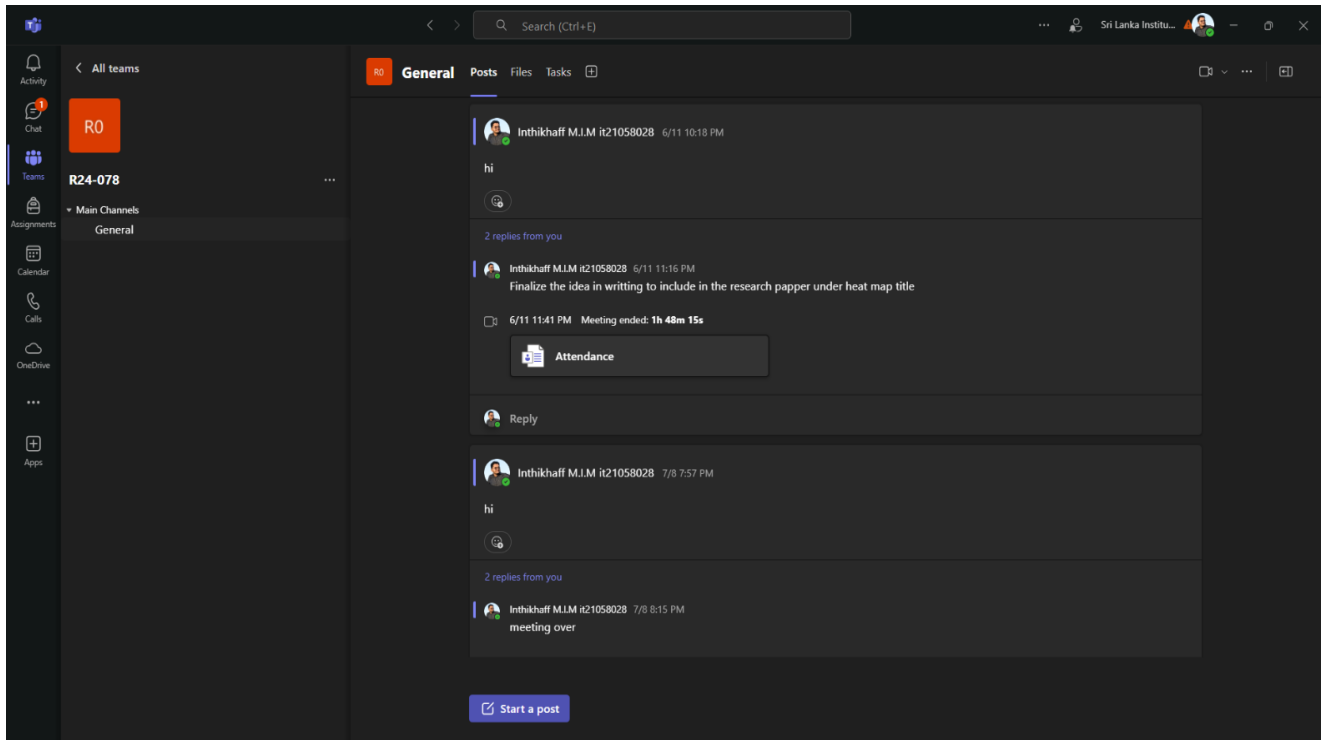 Search (Ctrl+E)
Sri Lanka Institu...
Activity
Chat
1
Teams
Assignments
Calendar
Calls
OneDrive
Apps
All teams
R0
R24-078
Main Channels
General
R0
General
Posts
Files
Tasks
Inthikhaff M.I.M it21058028 6/11 10:18 PM
hi
2 replies from you
Inthikhaff M.I.M it21058028 6/11 11:16 PM
Finalize the idea in writting to include in the research papper under heat map title
6/11 11:41 PM Meeting ended: 1h 48m 15s
Attendance
Reply
Inthikhaff M.I.M it21058028 7/8 7:57 PM
hi
2 replies from you
Inthikhaff M.I.M it21058028 7/8 8:15 PM
meeting over
Start a post